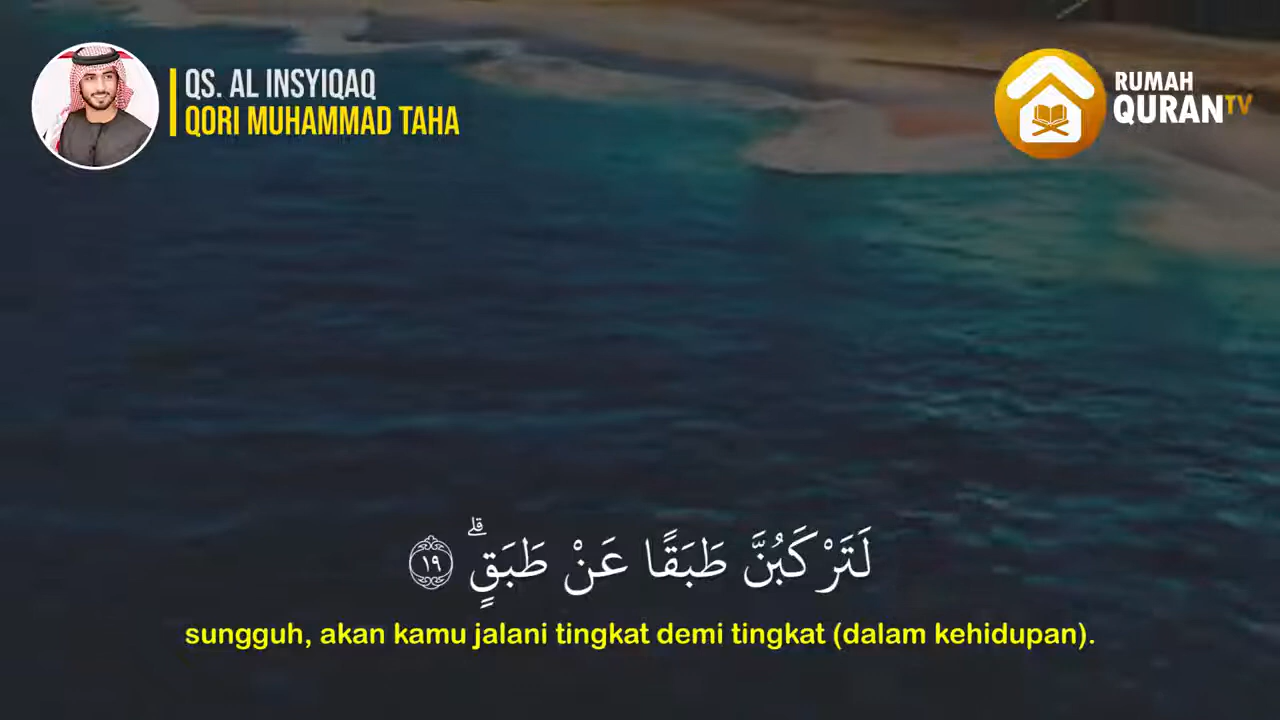 QS. AL INSYIQAQ
QORI MUHAMMAD TAHA
RUMAH
QURANTV
لَتَرْكَبُنَّ طَبَقًا عَنْ طَبَقٍۗ ١٩
sungguh, akan kamu jalani tingkat demi tingkat (dalam kehidupan).